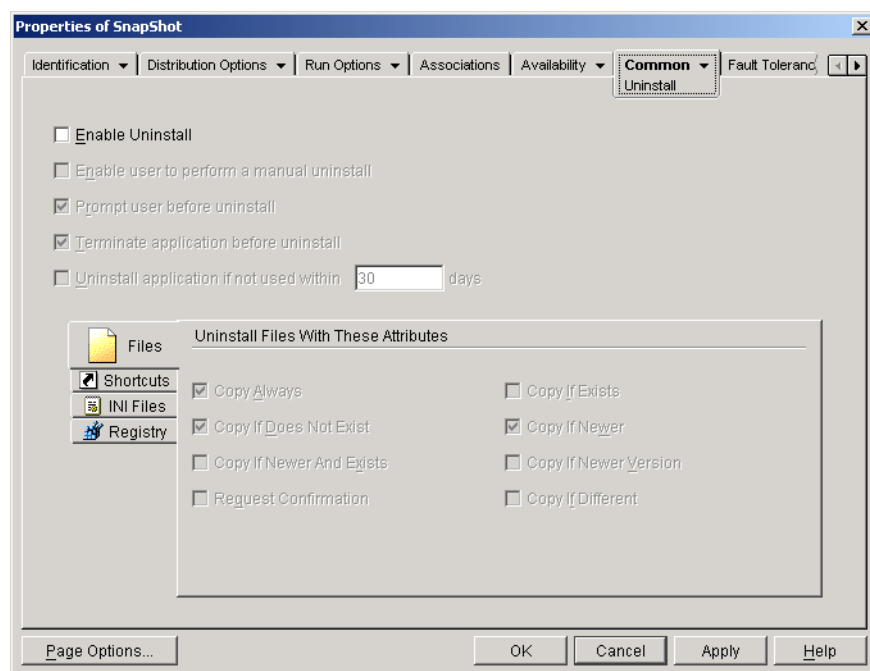 Properties of SnapShot
Identification
Distribution Options
Run Options
Associations
Availability
Common
Fault Toleranc
Uninstall
Enable Uninstall
Enable user to perform a manual uninstall
Prompt user before uninstall
Terminate application before uninstall
Uninstall application if not used within 30 days
Files
Shortcuts
INI Files
Registry
Uninstall Files With These Attributes
Copy Always
Copy If Exists
Copy If Does Not Exist
Copy If Newer
Copy If Newer And Exists
Copy If Newer Version
Request Confirmation
Copy If Different
Page Options...
OK
Cancel
Apply
Help